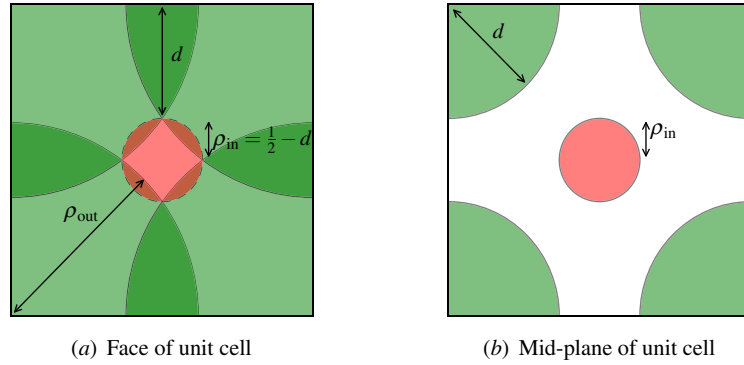 d
d
ρin = 1/2 − d
ρin
ρout
(a) Face of unit cell
(b) Mid-plane of unit cell